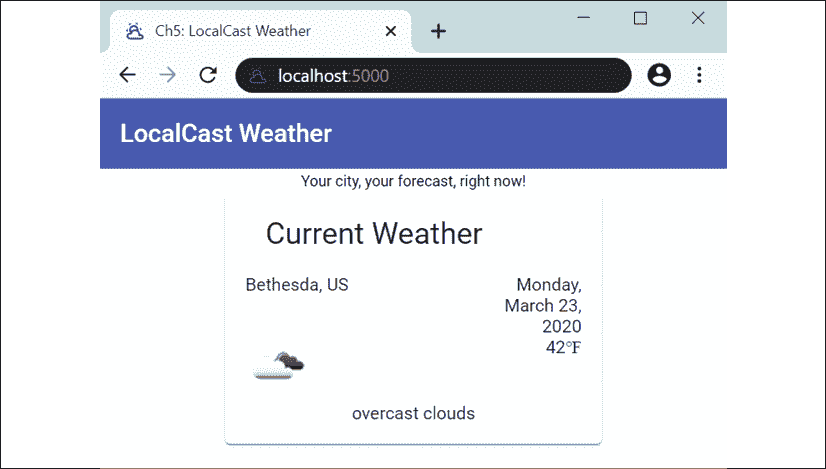 Ch5: LocalCast Weather
localhost:5000
LocalCast Weather
Your city, your forecast, right now!
Current Weather
Bethesda, US
Monday,
March 23,
2020
42°F
overcast clouds